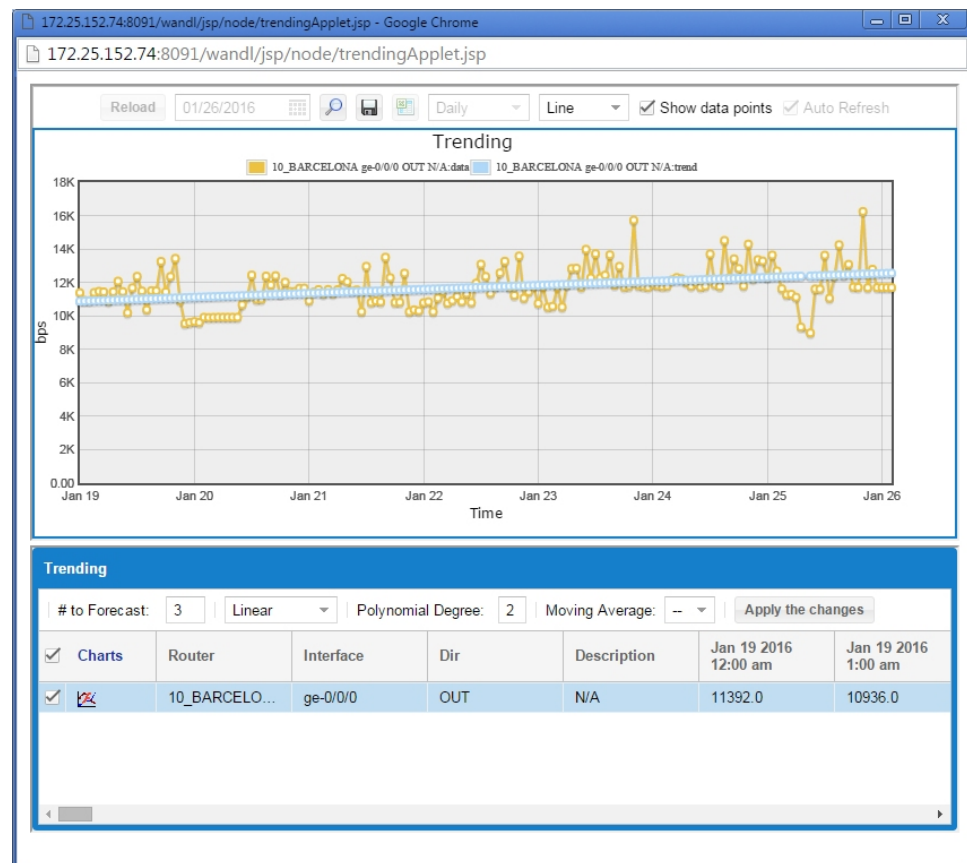 172.25.152.74:8091/wandl/jsp/node/trendingApplet.jsp - Google Chrome
172.25.152.74:8091/wandl/jsp/node/trendingApplet.jsp
Reload 01/26/2016 Daily Line Show data points Auto Refresh
Trending
10_BARCELONA ge-0/0/0 OUT N/A:data 10_BARCELONA ge-0/0/0 OUT N/A:trend
18K
16K
14K
12K
10K
8K
6K
4K
2K
0.00
bps
Jan 19 Jan 20 Jan 21 Jan 22 Jan 23 Jan 24 Jan 25 Jan 26
Time
Trending
# to Forecast: 3 Linear Polynomial Degree: 2 Moving Average: -- Apply the changes
Charts Router Interface Dir Description Jan 19 2016 12:00 am Jan 19 2016 1:00 am
10_BARCELO... ge-0/0/0 OUT N/A 11392.0 10936.0